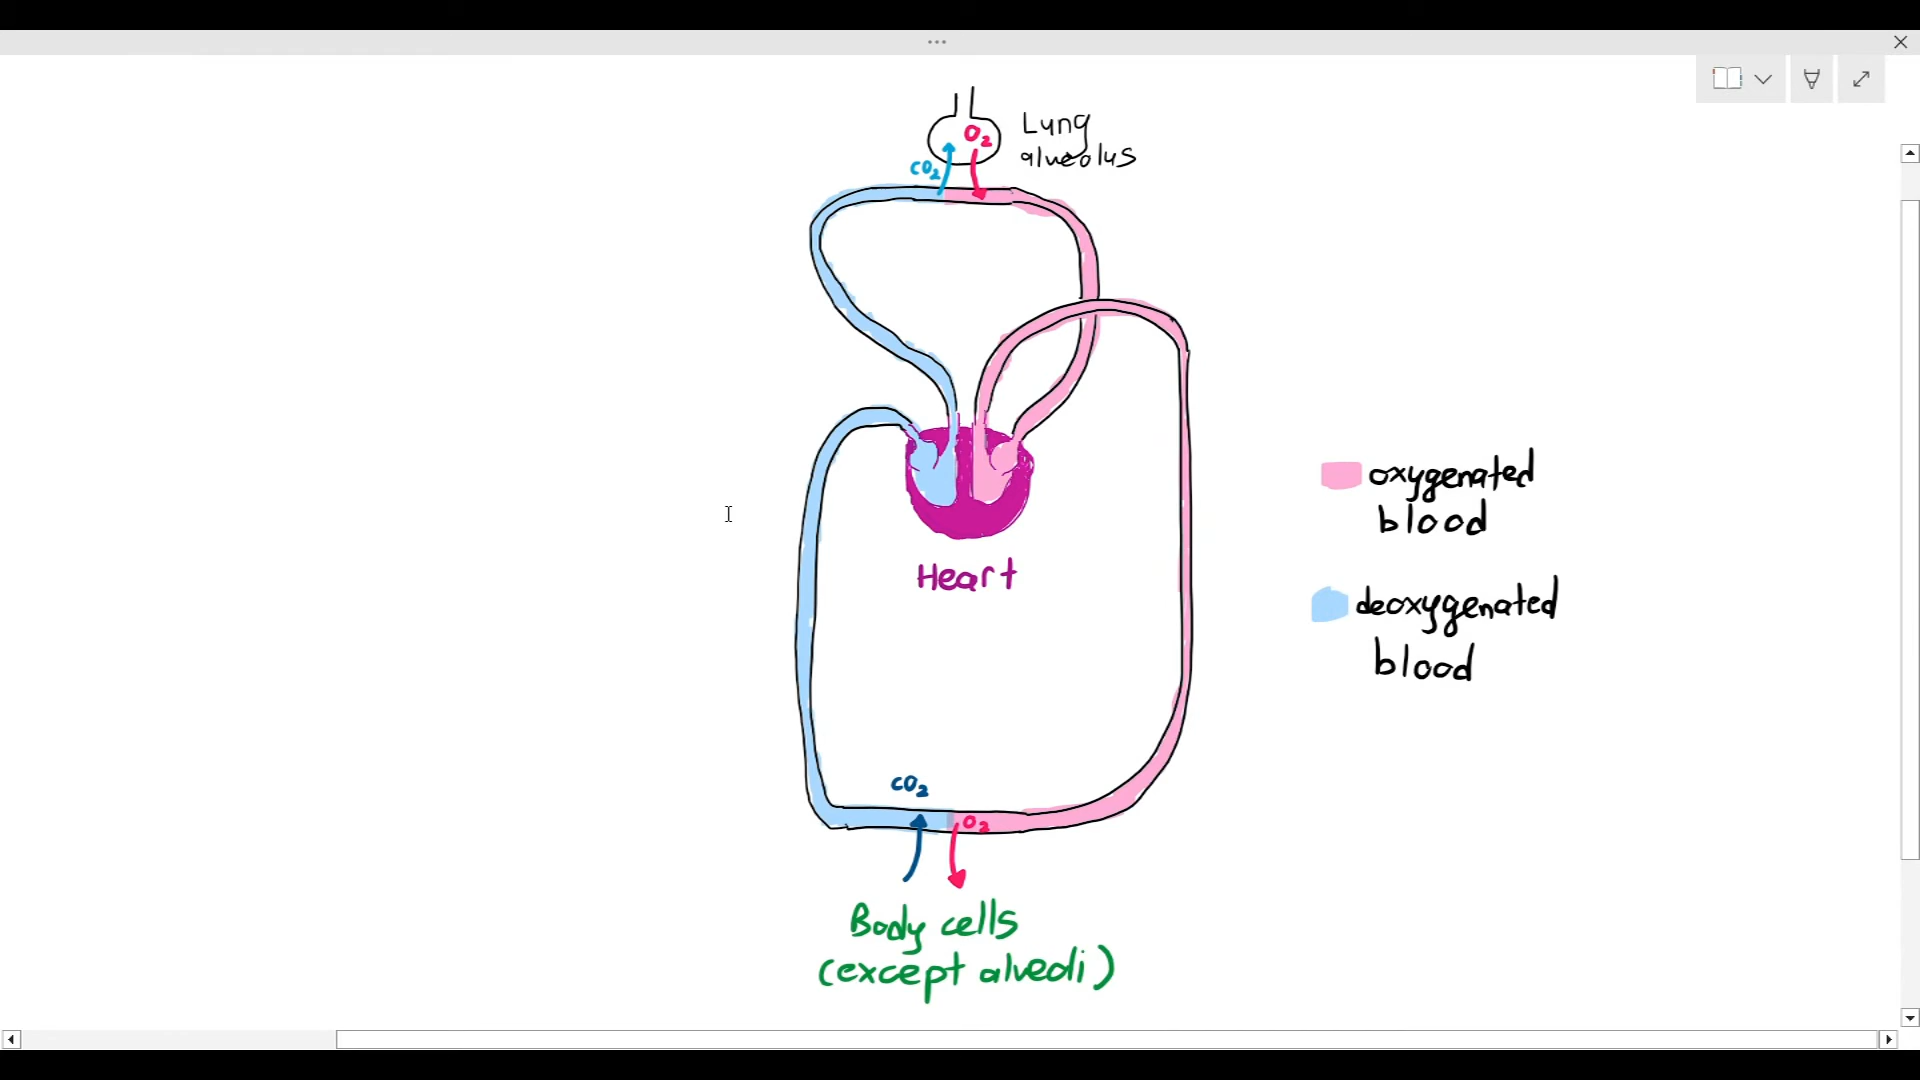 O2
Lung
alveolus
CO2
Heart
oxygenated
blood
deoxygenated
blood
CO2
O2
Body cells
(except alveoli)